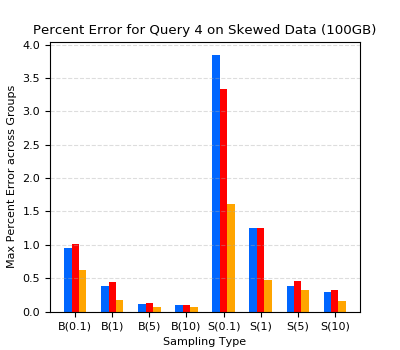 Percent Error for Query 4 on Skewed Data (100GB)
Max Percent Error across Groups
4.0
3.5
3.0
2.5
2.0
1.5
1.0
0.5
0.0
B(0.1) B(1) B(5) B(10) S(0.1) S(1) S(5) S(10)
Sampling Type